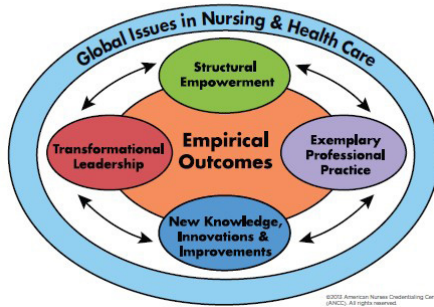 Global Issues in Nursing & Health Care
Structural
Empowerment
Transformational
Leadership
Empirical
Outcomes
Exemplary
Professional
Practice
New Knowledge,
Innovations &
Improvements
©2013 American Nurses Credentialing Cen
(ANCC). All rights reserved.